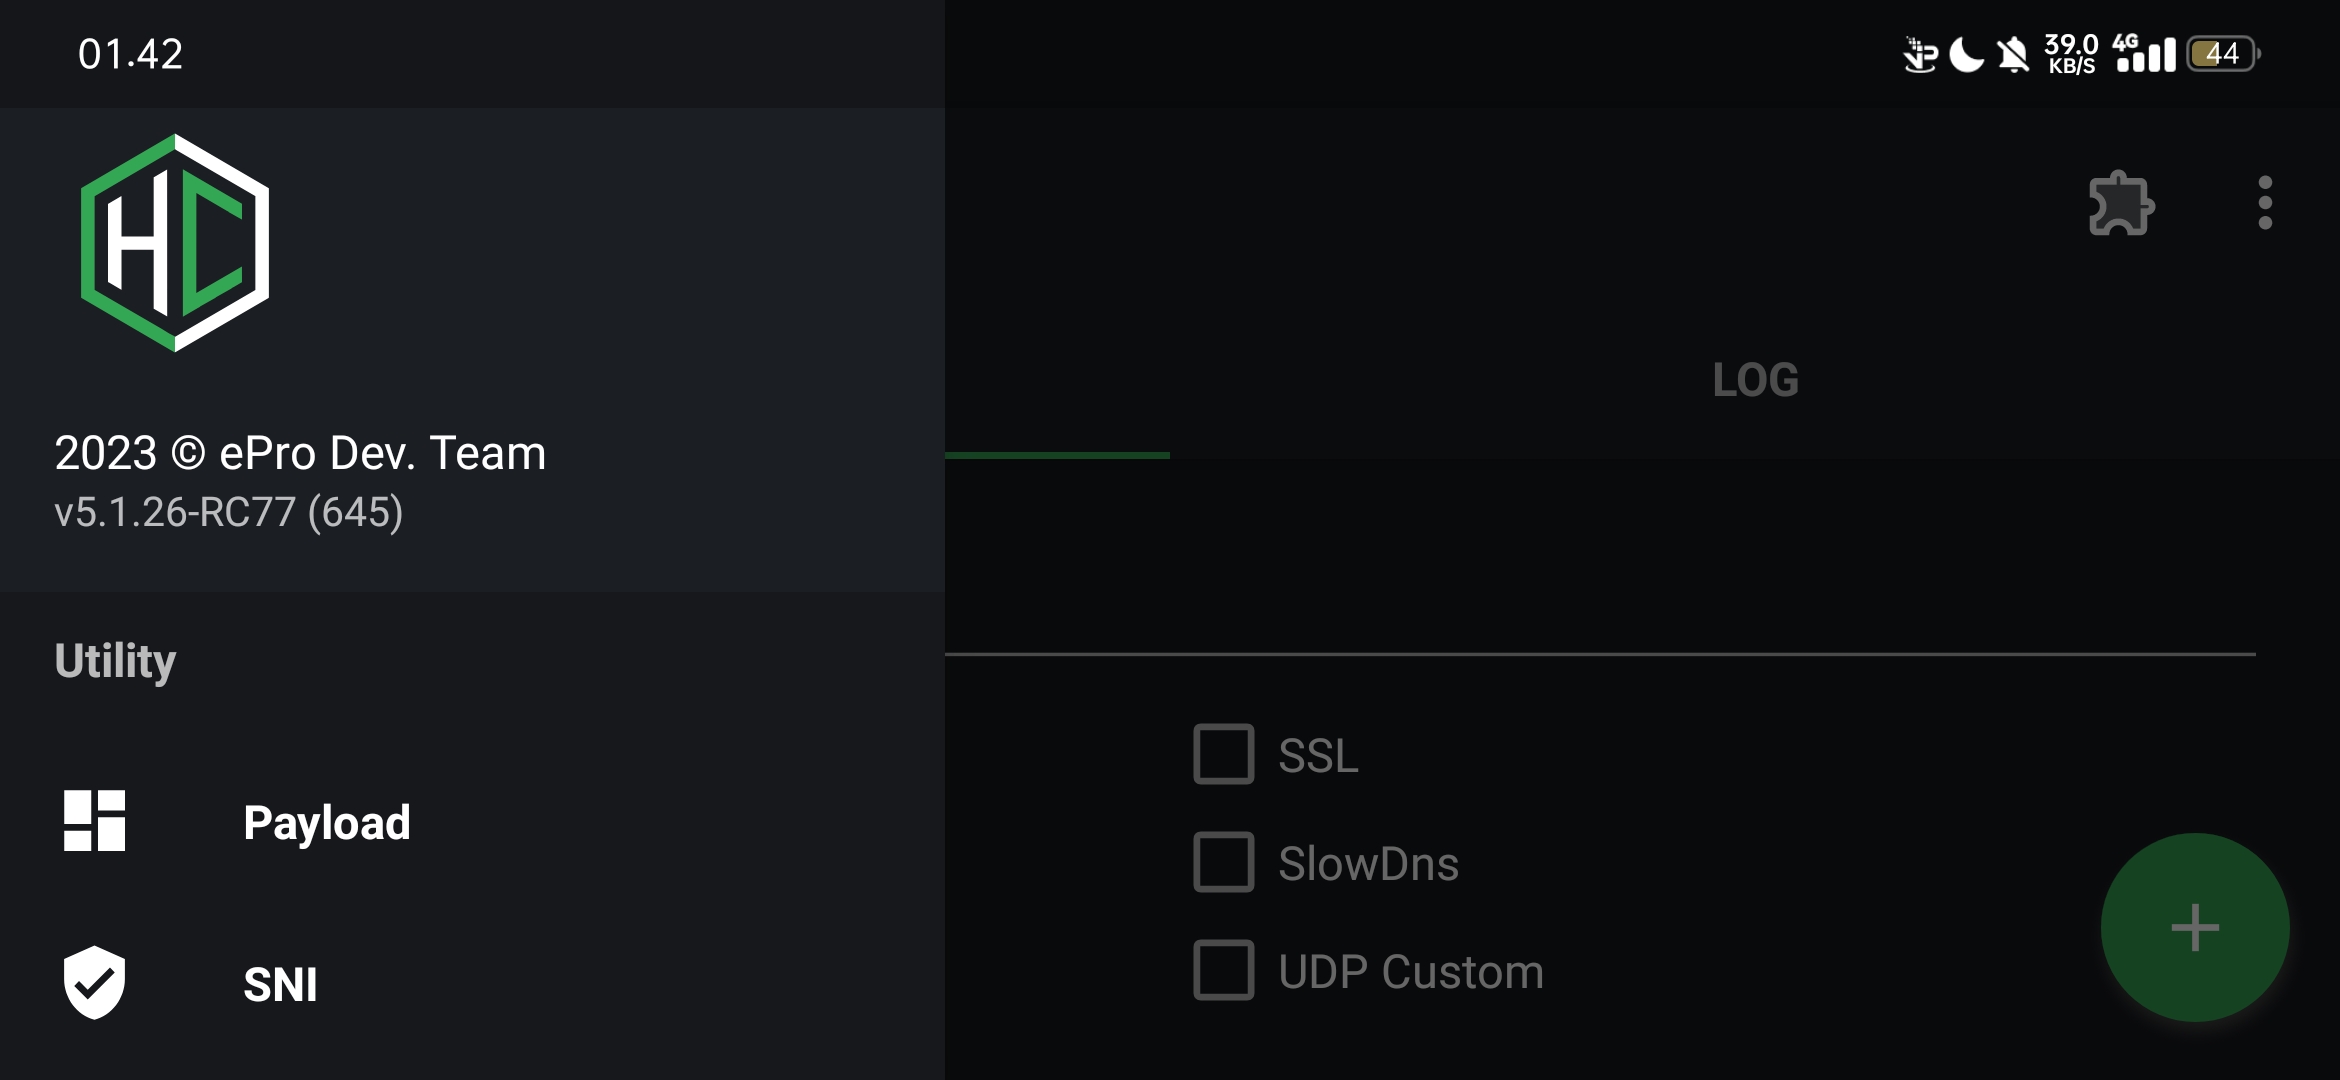 01.42
39.0
KB/S
4G
44
HC
2023 © ePro Dev. Team
v5.1.26-RC77 (645)
LOG
Utility
Payload
SNI
SSL
SlowDns
UDP Custom